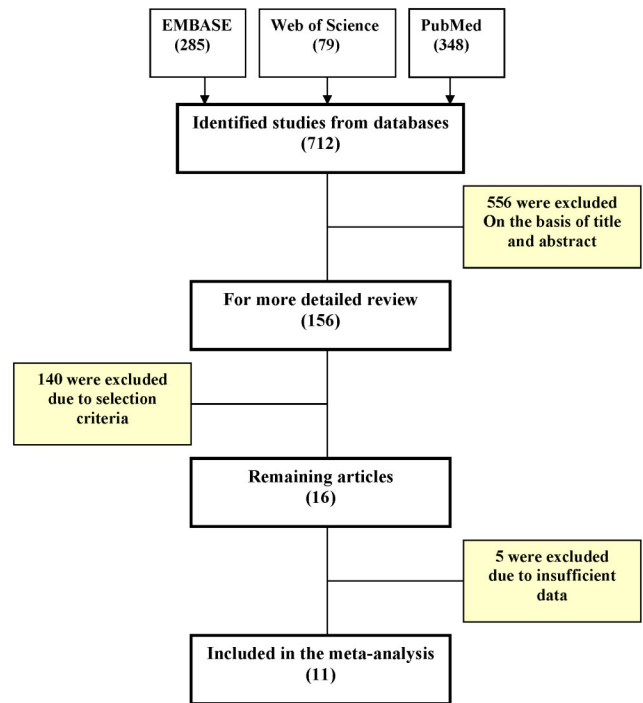 EMBASE
(285)
Web of Science
(79)
PubMed
(348)
Identified studies from databases
(712)
556 were excluded
On the basis of title
and abstract
For more detailed review
(156)
140 were excluded
due to selection
criteria
Remaining articles
(16)
5 were excluded
due to insufficient
data
Included in the meta-analysis
(11)